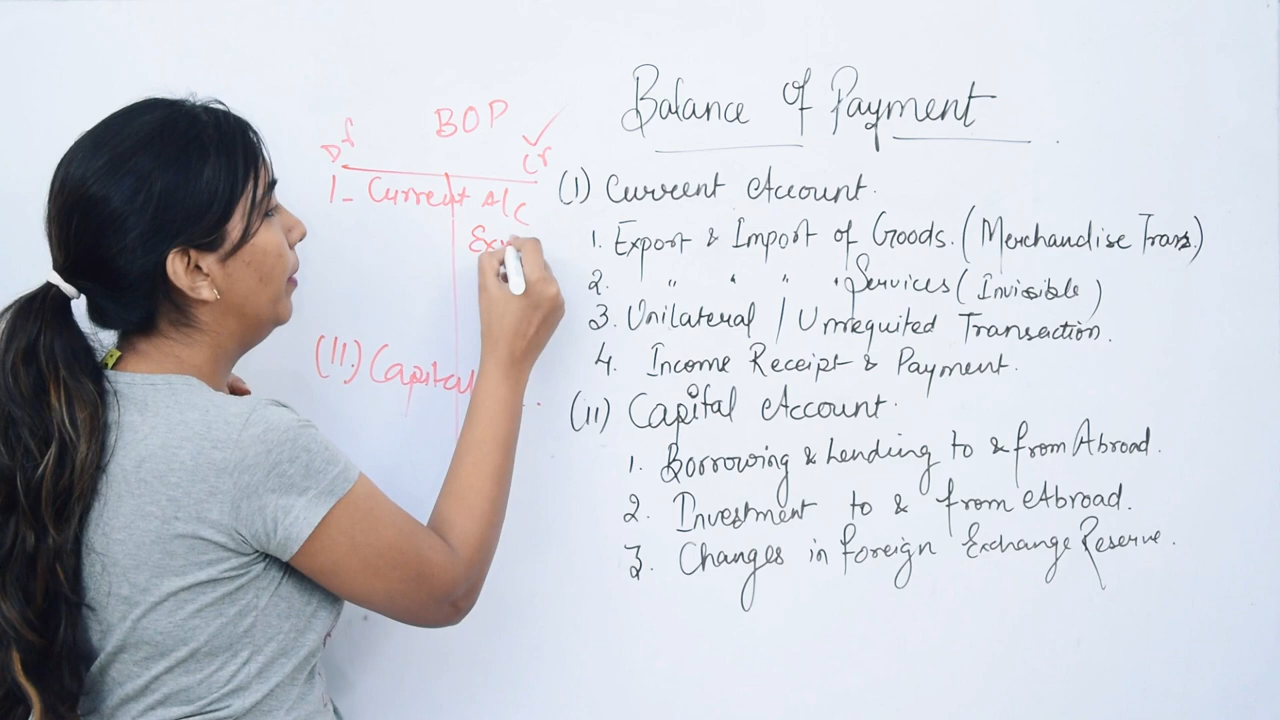 BOP
Dr Cr
1- Current A/c
(II.) Capital
Balance of Payment
(I) Current Account.
1. Export & Import of Goods. (Merchandise Trans.)
2. " " " " Services (Invisible)
3. Unilateral / Unrequited Transaction.
4. Income Receipt & Payment.
(II) Capital Account.
1. Borrowing & Lending to & from Abroad.
2. Investment to & from Abroad.
3. Changes in foreign Exchange Reserve.